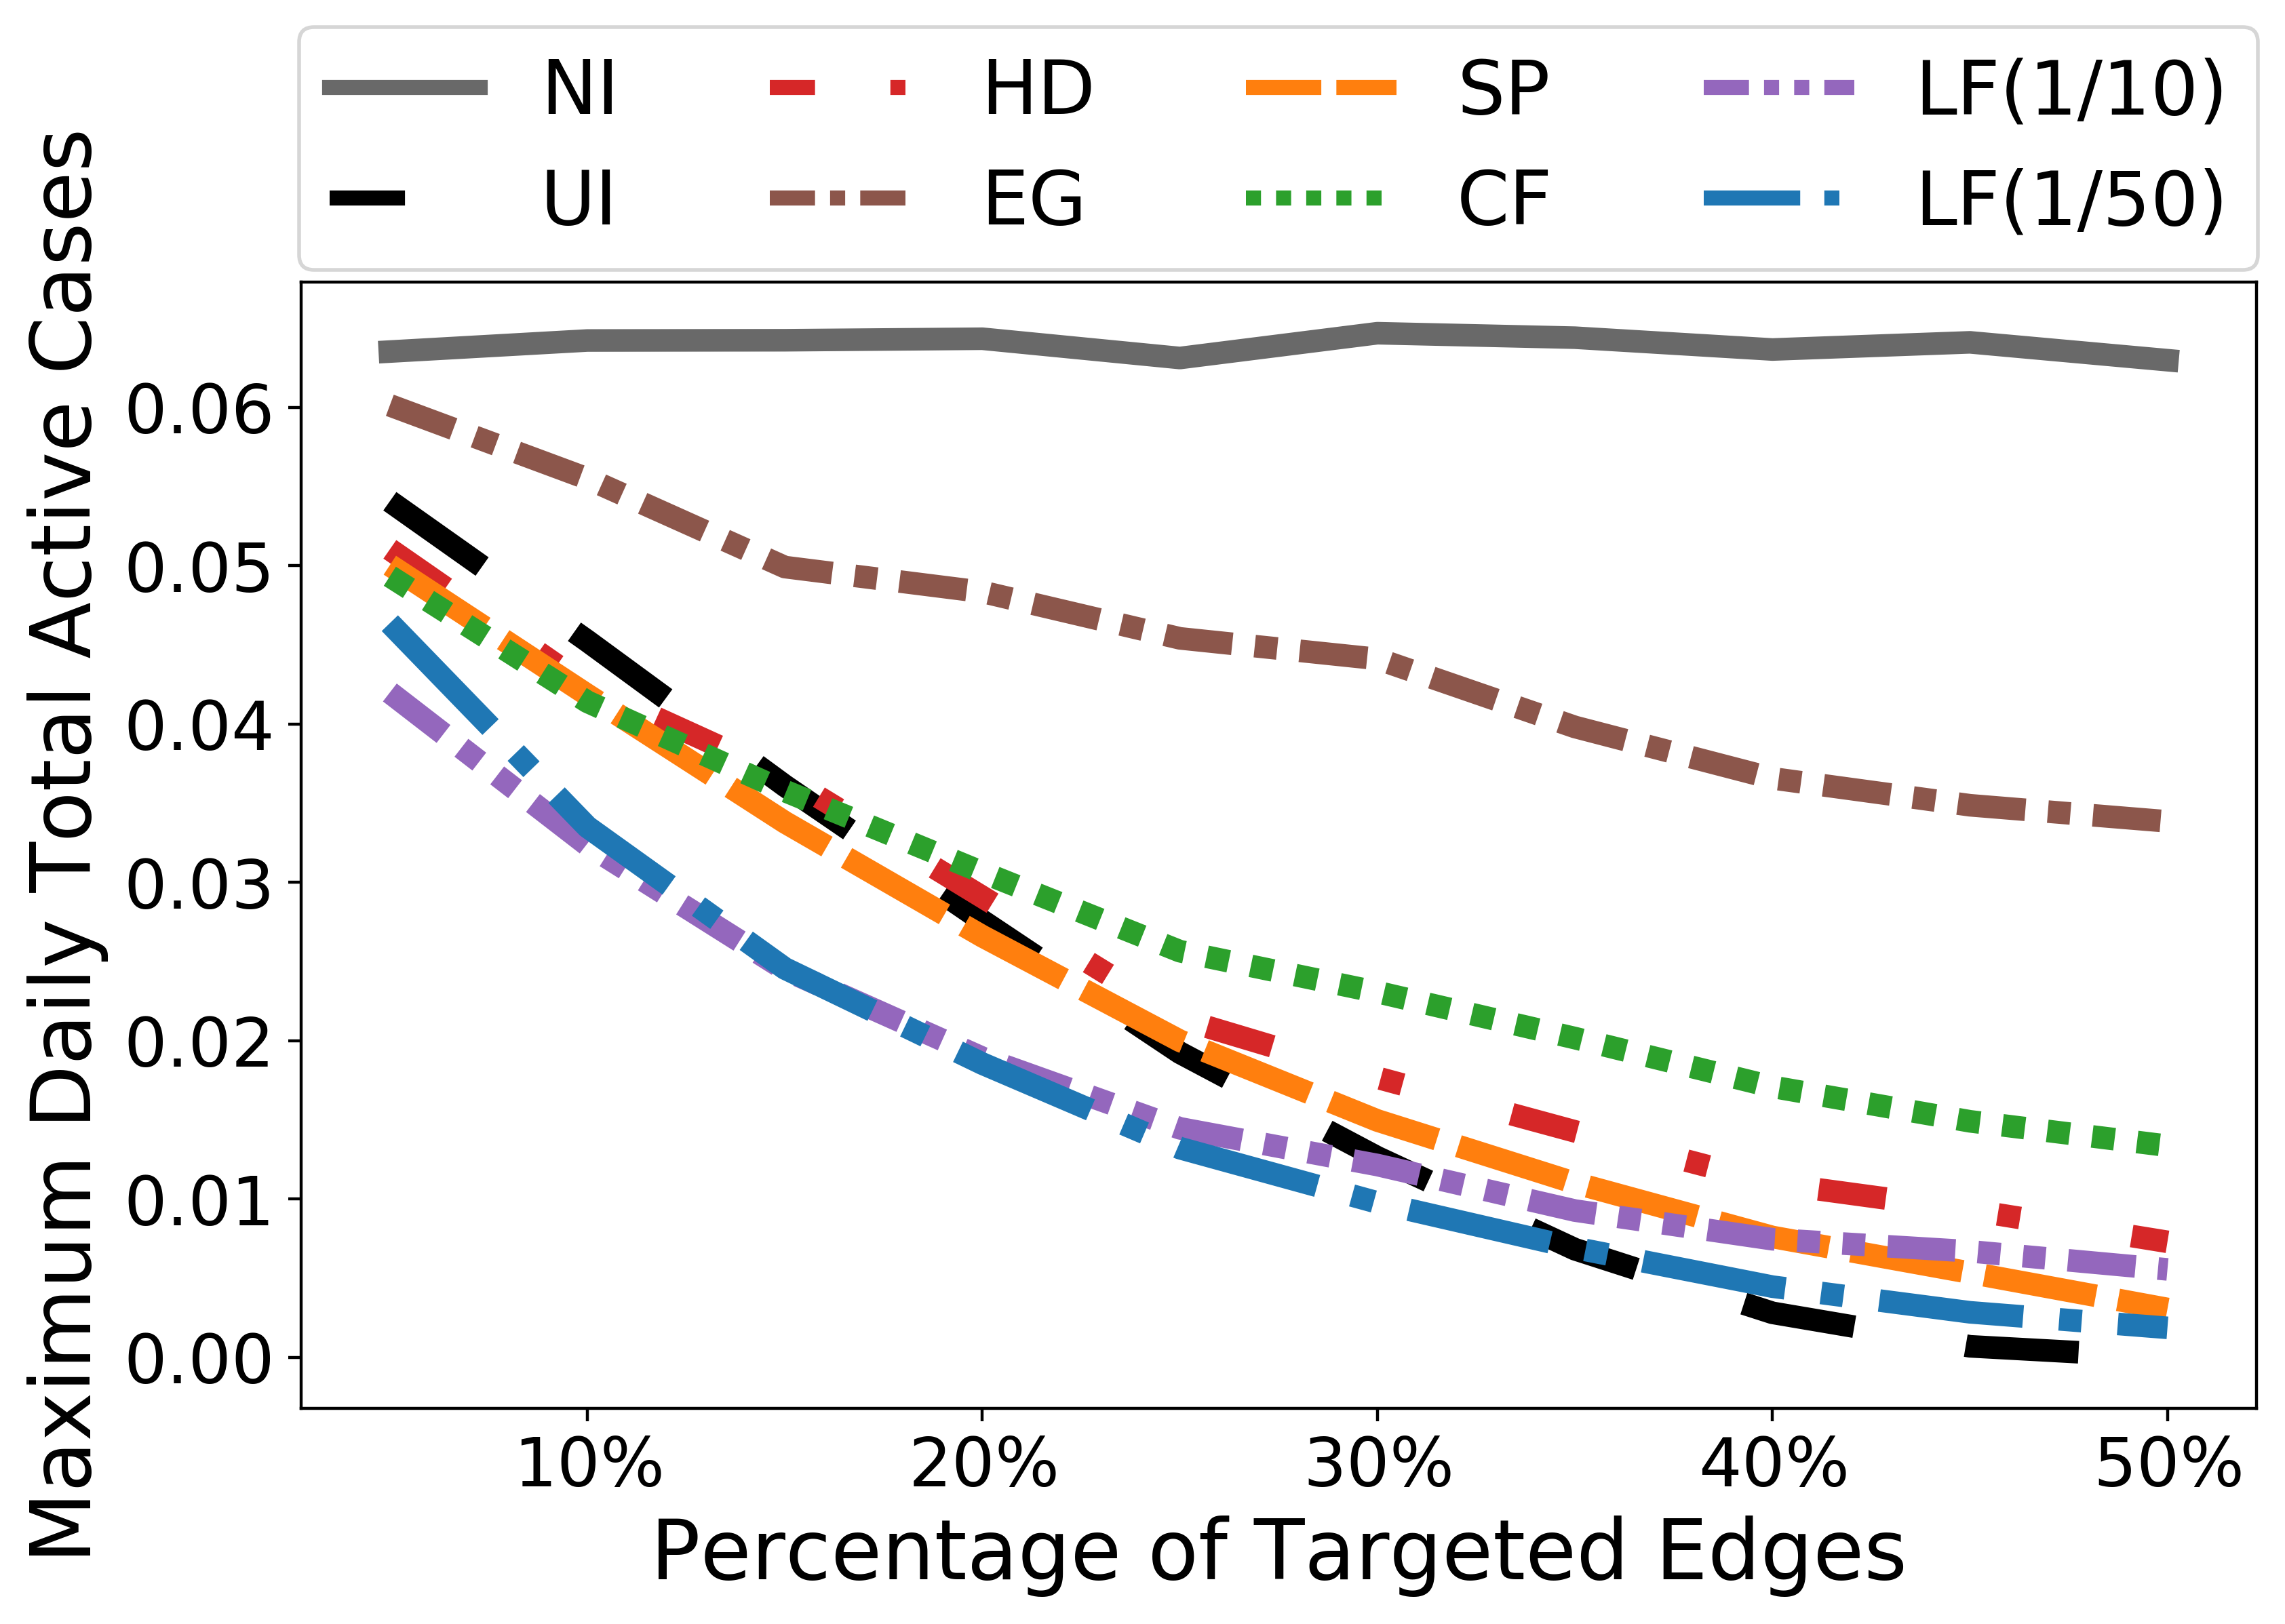 NI HD SP LF(1/10)
UI EG CF LF(1/50)
Maximum Daily Total Active Cases
0.06
0.05
0.04
0.03
0.02
0.01
0.00
10% 20% 30% 40% 50%
Percentage of Targeted Edges